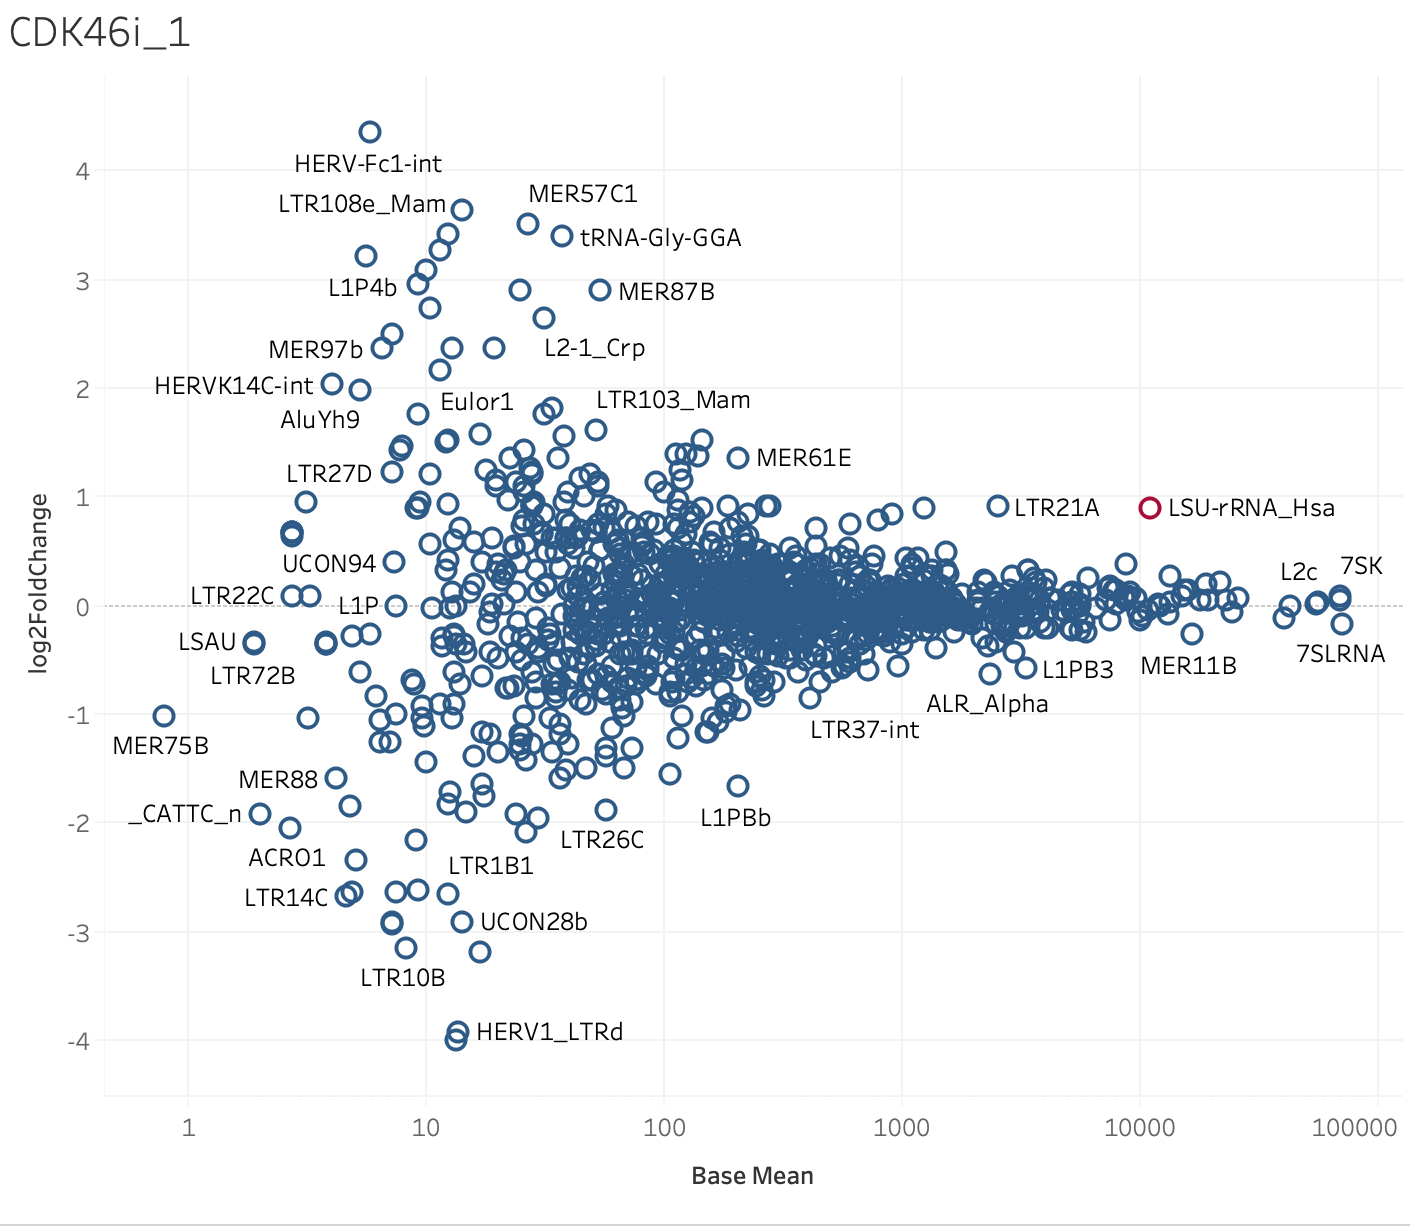 CDK46i_1
HERV-Fc1-int
MER57C1
LTR108e_Mam
tRNA-Gly-GGA
L1P4b
MER87B
MER97b
L2-1_Crp
HERVK14C-int
AluYh9
Eulor1
LTR103_Mam
LTR27D
MER61E
LTR21A
LSU-rRNA_Hsa
UCON94
L2c
7SK
LTR22C
L1P
LSAU
LTR72B
7SLRNA
L1PB3
MER11B
ALR_Alpha
LTR37-int
MER75B
MER88
_CATTC_n
L1PBb
LTR26C
ACRO1
LTR1B1
LTR14C
UCON28b
LTR10B
HERV1_LTRd
4
3
2
1
0
-1
-2
-3
-4
log2FoldChange
1
10
100
1000
10000
100000
Base Mean